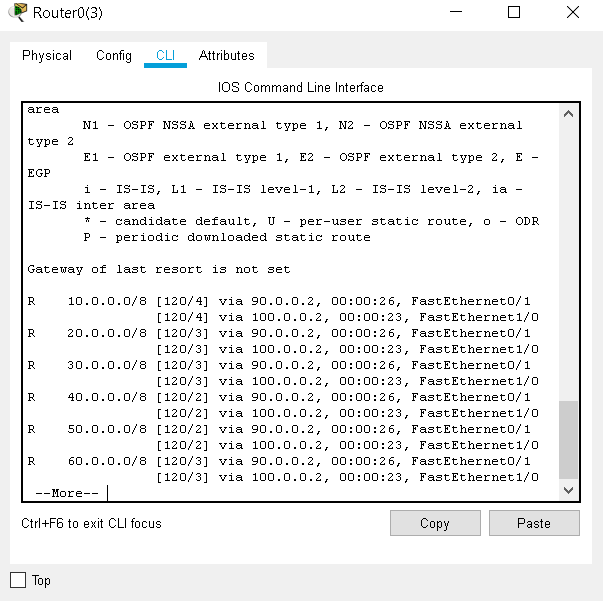 Router0(3)
Physical Config CLI Attributes
IOS Command Line Interface
area
N1 - OSPF NSSA external type 1, N2 - OSPF NSSA external
type 2
E1 - OSPF external type 1, E2 - OSPF external type 2, E -
EGP
i - IS-IS, L1 - IS-IS level-1, L2 - IS-IS level-2, ia -
IS-IS inter area
* - candidate default, U - per-user static route, o - ODR
P - periodic downloaded static route
Gateway of last resort is not set
R 10.0.0.0/8 [120/4] via 90.0.0.2, 00:00:26, FastEthernet0/1
[120/4] via 100.0.0.2, 00:00:23, FastEthernet1/0
R 20.0.0.0/8 [120/3] via 90.0.0.2, 00:00:26, FastEthernet0/1
[120/3] via 100.0.0.2, 00:00:23, FastEthernet1/0
R 30.0.0.0/8 [120/3] via 90.0.0.2, 00:00:26, FastEthernet0/1
[120/3] via 100.0.0.2, 00:00:23, FastEthernet1/0
R 40.0.0.0/8 [120/2] via 90.0.0.2, 00:00:26, FastEthernet0/1
[120/2] via 100.0.0.2, 00:00:23, FastEthernet1/0
R 50.0.0.0/8 [120/2] via 90.0.0.2, 00:00:26, FastEthernet0/1
[120/2] via 100.0.0.2, 00:00:23, FastEthernet1/0
R 60.0.0.0/8 [120/3] via 90.0.0.2, 00:00:26, FastEthernet0/1
[120/3] via 100.0.0.2, 00:00:23, FastEthernet1/0
--More--
Ctrl+F6 to exit CLI focus
Copy Paste
Top